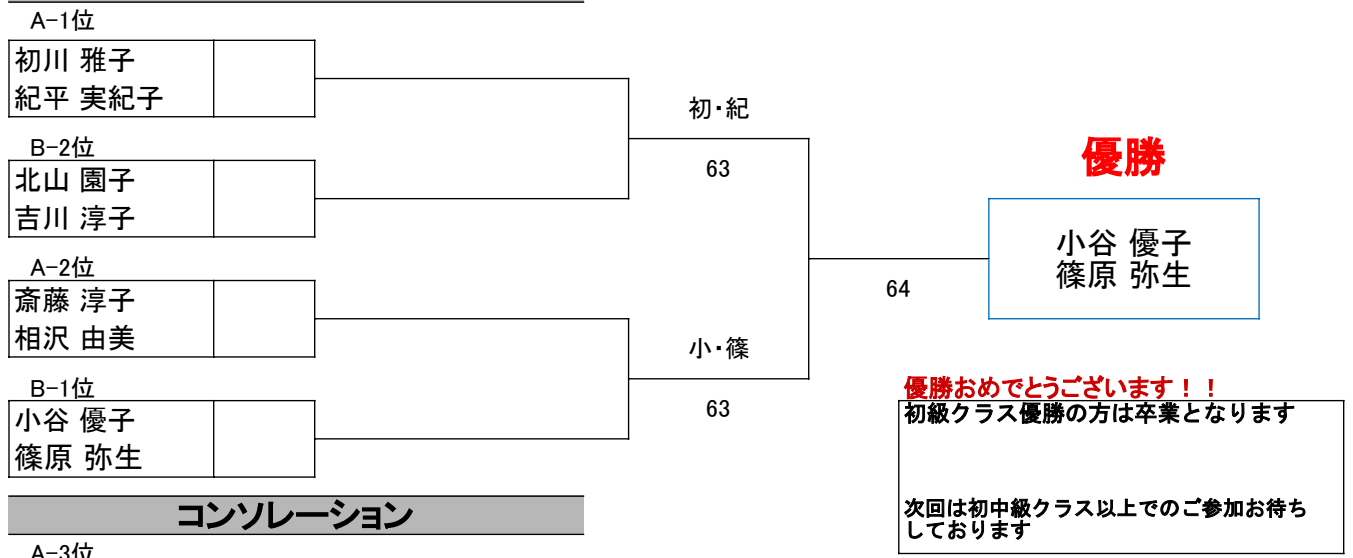 A-1位
初川 雅子
紀平 実紀子
B-2位
北山 園子
吉川 淳子
A-2位
斎藤 淳子
相沢 由美
B-1位
小谷 優子
篠原 弥生
初・紀
63
小・篠
63
64
優勝
小谷 優子
篠原 弥生
優勝おめでとうございます！！
初級クラス優勝の方は卒業となります
次回は初中級クラス以上でのご参加お待ち
しております
コンソレーション
A-3位